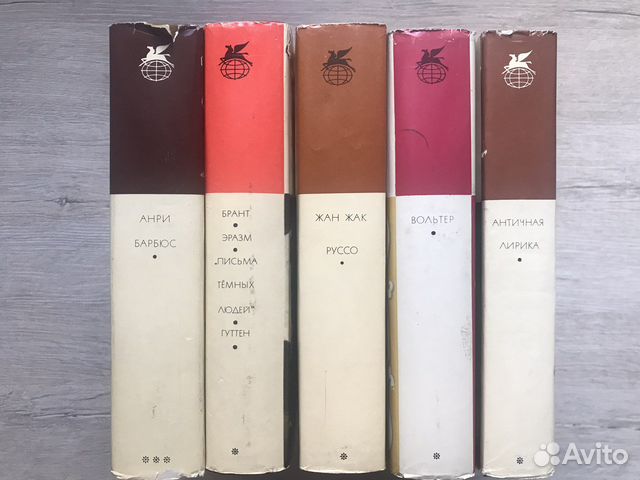 АНРИ
БАРБЮС
БРАНТ
ЭРАЗМ
„ПИСЬМА
ТЁМНЫХ
ЛЮДЕЙ“
ГУТТЕН
ЖАН ЖАК
РУССО
ВОЛЬТЕР
АНТИЧНАЯ
ЛИРИКА
Avito